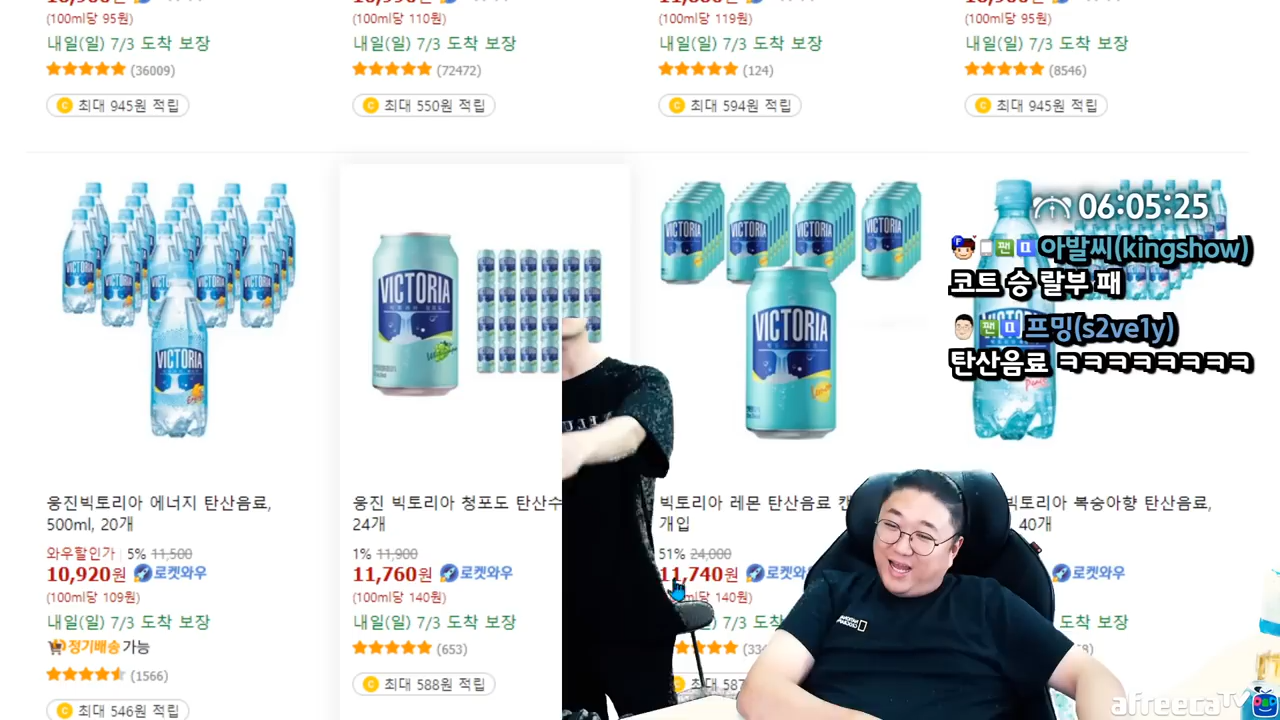 (100ml당 95원)
(100ml당 110원)
(100ml당 119원)
(100ml당 95원)
내일(일) 7/3 도착 보장
내일(일) 7/3 도착 보장
내일(일) 7/3 도착 보장
내일(일) 7/3 도착 보장
(36009)
(72472)
(124)
(8546)
최대 945원 적립
최대 550원 적립
최대 594원 적립
최대 945원 적립
06:05:25
아발씨(kingshow)
코트 승 랄부 패
프밍(s2ve1y)
탄산음료 ㅋㅋㅋㅋㅋㅋㅋㅋ
VICTORIA
VICTORIA
VICTORIA
웅진빅토리아 에너지 탄산음료,
500ml, 20개
와우할인가 5% 11,500
10,920원 로켓와우
(100ml당 109원)
내일(일) 7/3 도착 보장
정기배송가능
(1566)
최대 546원 적립
웅진 빅토리아 청포도 탄산수
24개
1% 11,900
11,760원 로켓와우
(100ml당 140원)
내일(일) 7/3 도착 보장
(653)
최대 588원 적립
빅토리아 레몬 탄산음료
개입
51% 24,000
11,740원 로켓와우
당 140원)
빅토리아 복숭아향 탄산음료,
40개
로켓와우
도착 보장
afreecaTV